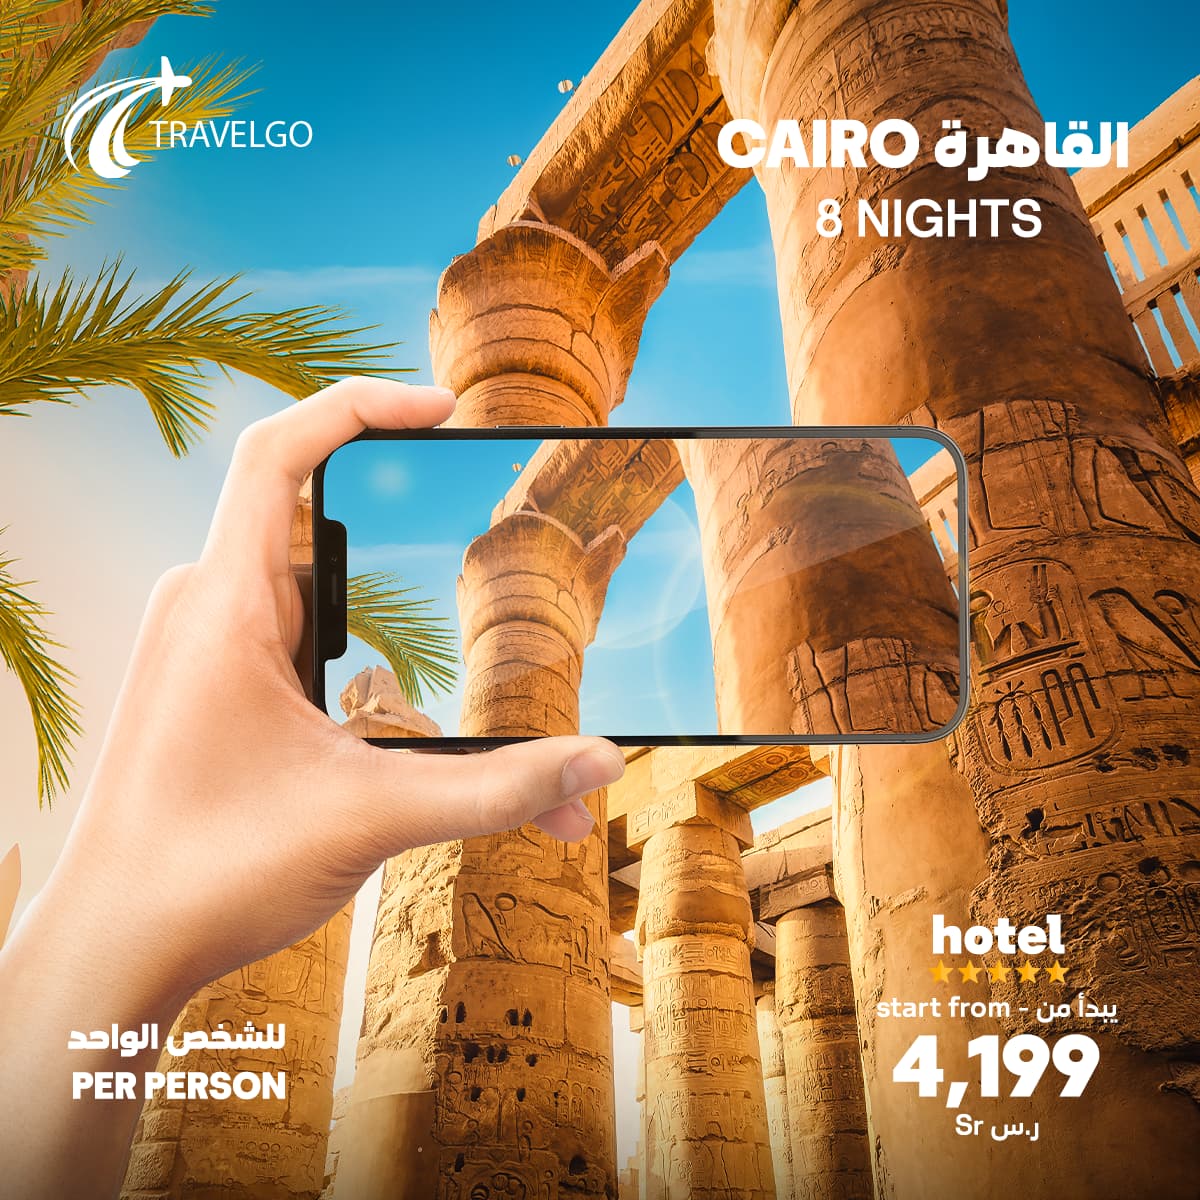 TRAVELGO
CAIRO القاهرة
8 NIGHTS
hotel
start from - يبدأ من
4,199
Sr ر.س
للشخص الواحد
PER PERSON